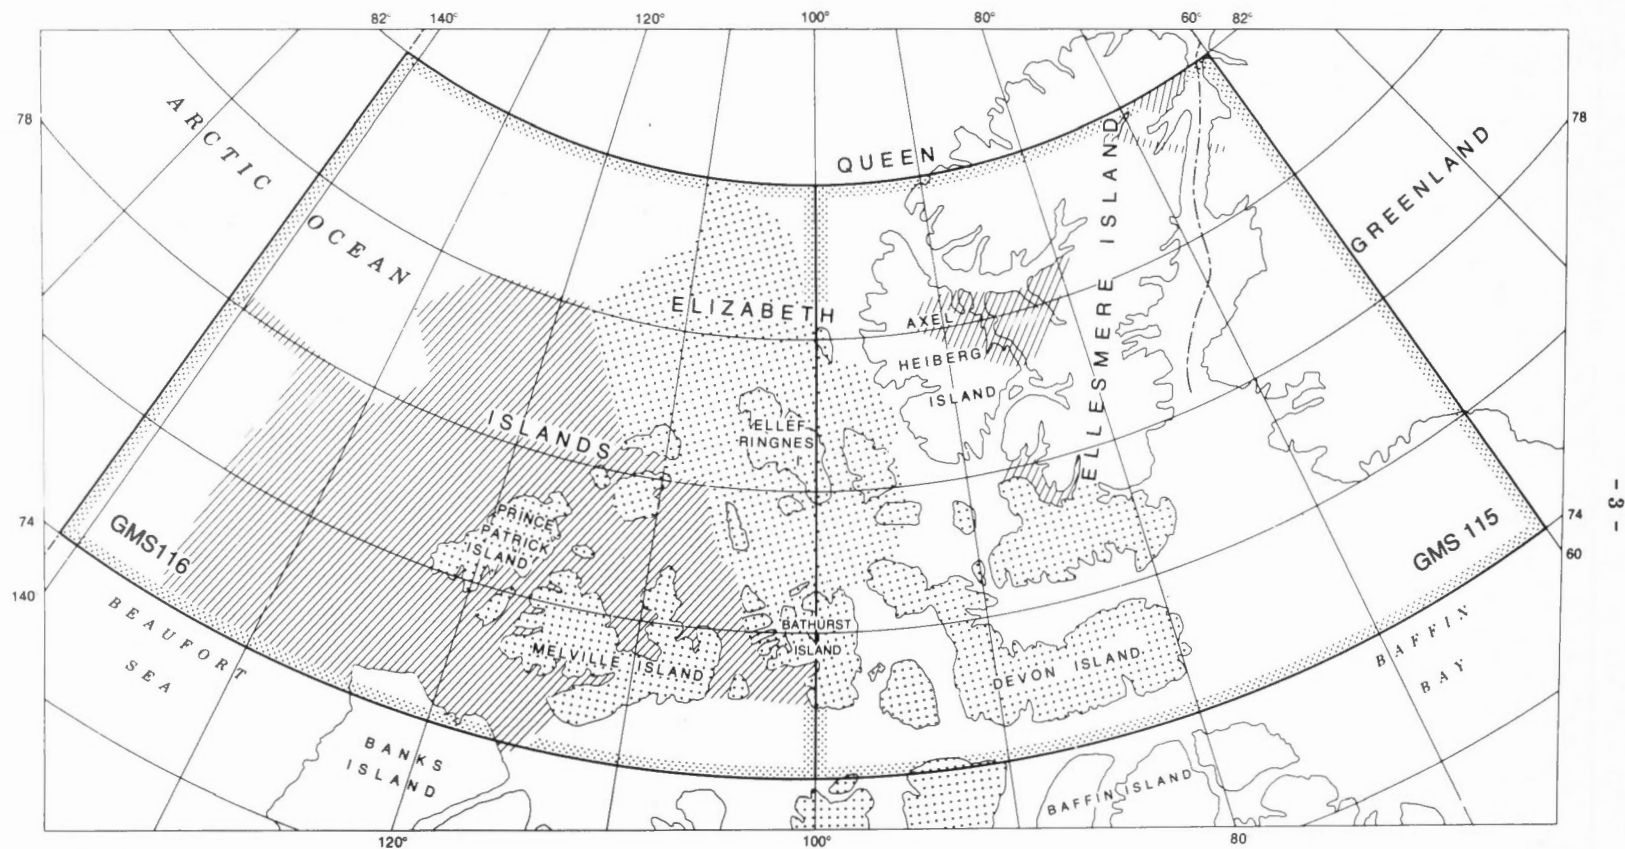 82° 140° 120° 100° 80° 60° 82°
78 78
ARCTIC
OCEAN
QUEEN
ELIZABETH
ISLANDS
ELLESMERE ISLAND
GREENLAND
AXEL
HEIBERG
ISLAND
ELLEF
RINGNES
PRINCE
PATRICK
ISLAND
- 3 -
74 74
GMS116
GMS 115
60
140
BEAUFORT
SEA
MELVILLE ISLAND
BATHURST
ISLAND
DEVON ISLAND
BAFFIN
BAY
BANKS
ISLAND
BAFFIN ISLAND
120° 100° 80